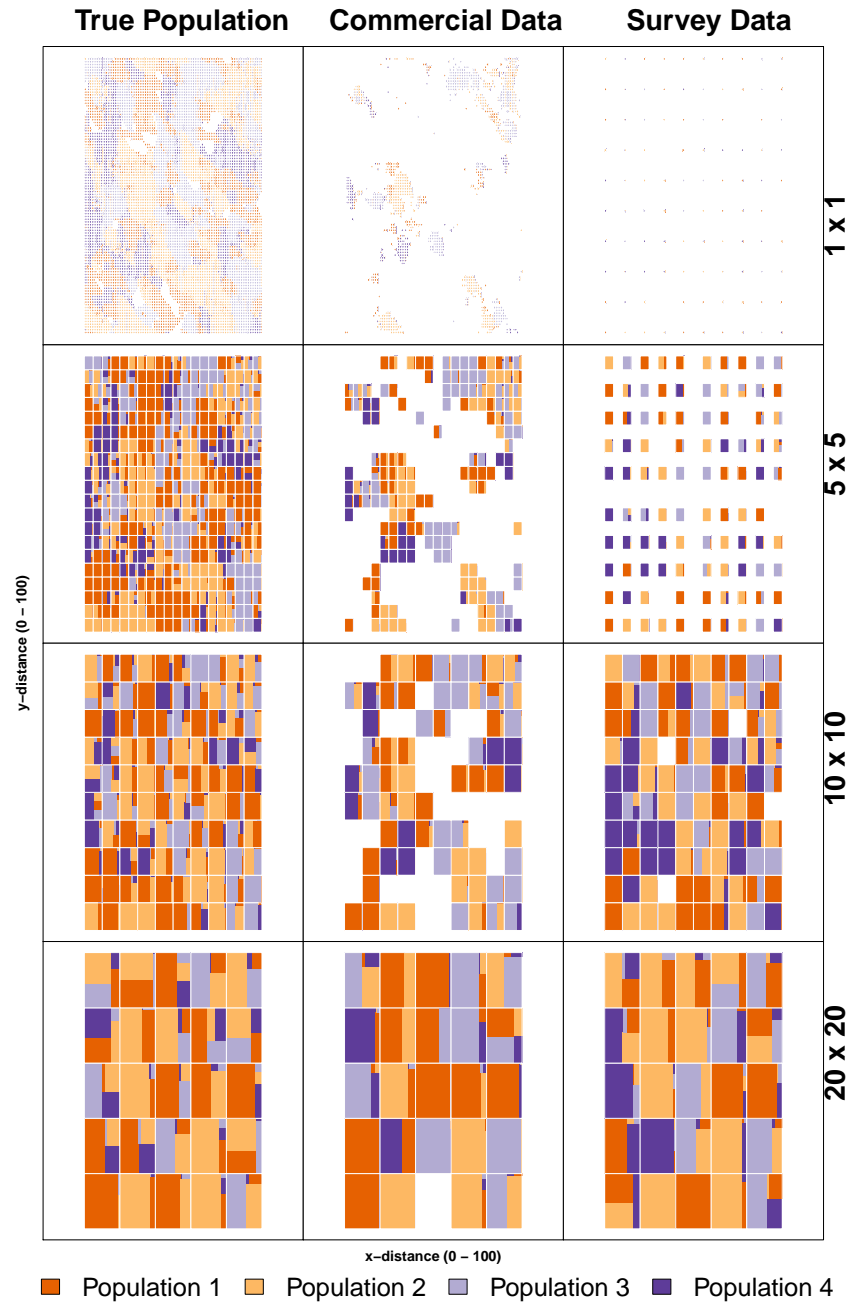 True Population Commercial Data Survey Data
1 x 1
5 x 5
10 x 10
20 x 20
y−distance (0 − 100)
x−distance (0 − 100)
Population 1 Population 2 Population 3 Population 4